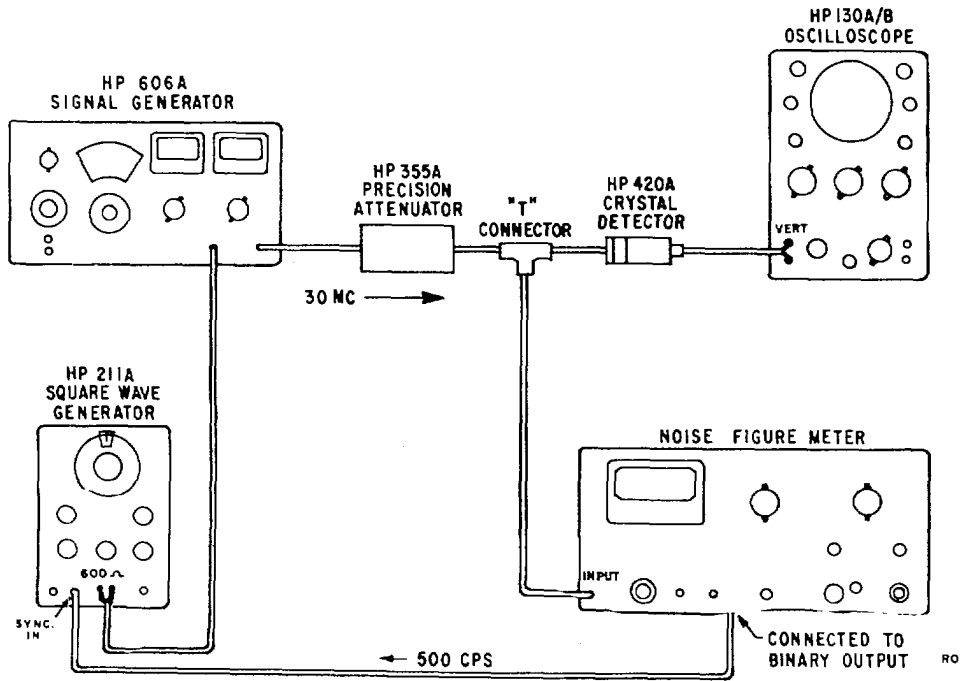 HP 130A/B
OSCILLOSCOPE
HP 606A
SIGNAL GENERATOR
HP 355A
PRECISION
ATTENUATOR
"T"
CONNECTOR
HP 420A
CRYSTAL
DETECTOR
VERT
30 MC
HP 211A
SQUARE WAVE
GENERATOR
NOISE FIGURE METER
600 Ω
INPUT
SYNC.
IN
500 CPS
CONNECTED TO
BINARY OUTPUT
RO